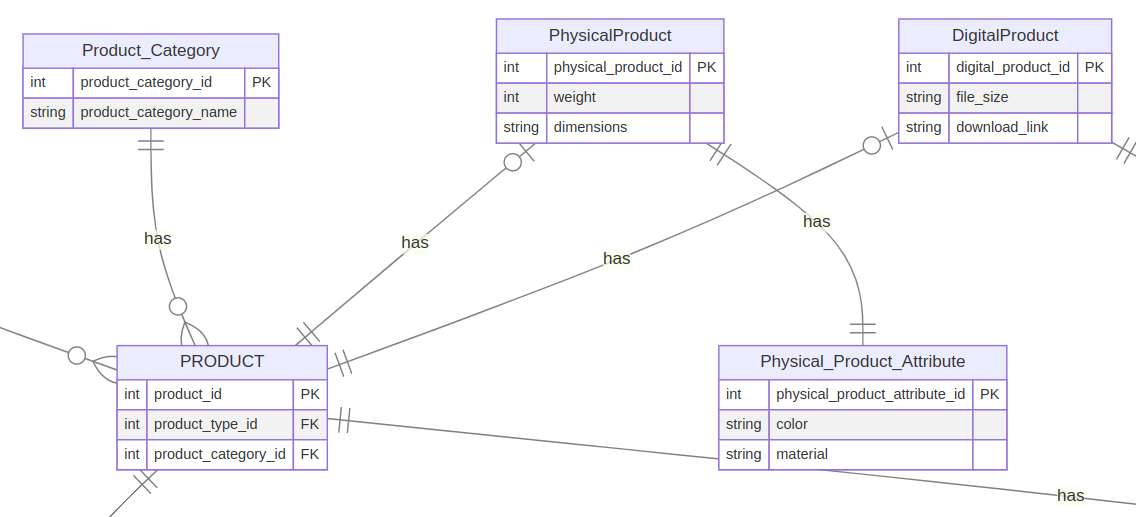 Product_Category
int product_category_id PK
string product_category_name
PhysicalProduct
int physical_product_id PK
int weight
string dimensions
DigitalProduct
int digital_product_id PK
string file_size
string download_link
has
has
has
has
PRODUCT
int product_id PK
int product_type_id FK
int product_category_id FK
Physical_Product_Attribute
int physical_product_attribute_id PK
string color
string material
has